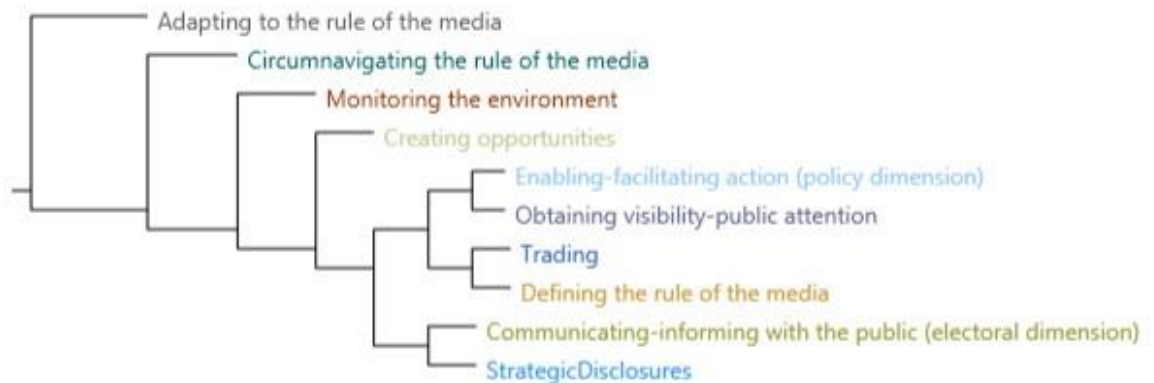 Adapting to the rule of the media
Circumnavigating the rule of the media
Monitoring the environment
Creating opportunities
Enabling-facilitating action (policy dimension)
Obtaining visibility-public attention
Trading
Defining the rule of the media
Communicating-informing with the public (electoral dimension)
StrategicDisclosures